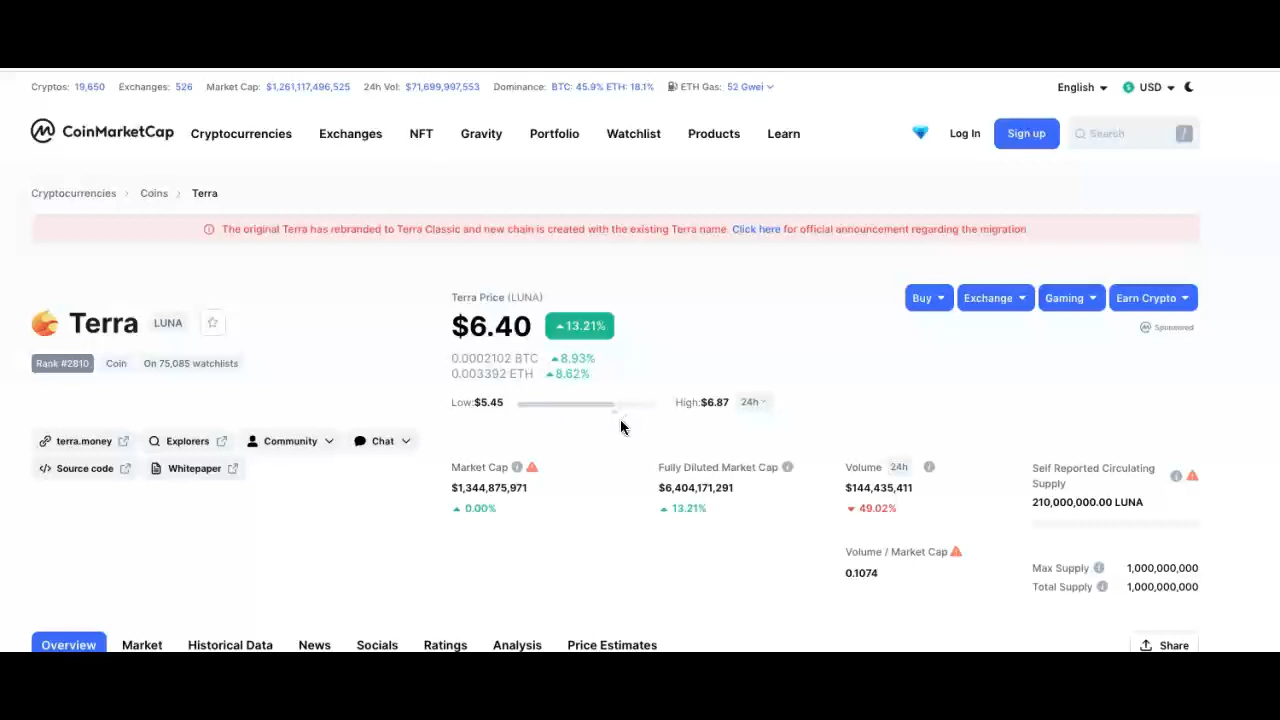 Cryptos: 19,650 Exchanges: 526 Market Cap: $1,261,117,496,525 24h Vol: $71,699,997,553 Dominance: BTC: 45.9% ETH: 18.1% ETH Gas: 52 Gwei English USD
CoinMarketCap Cryptocurrencies Exchanges NFT Gravity Portfolio Watchlist Products Learn Log In Sign up Search /
Cryptocurrencies Coins Terra
The original Terra has rebranded to Terra Classic and new chain is created with the existing Terra name. Click here for official announcement regarding the migration
Terra LUNA
Rank #2810 Coin On 75,085 watchlists
terra.money Explorers Community Chat
Source code Whitepaper
Terra Price (LUNA)
$6.40 13.21%
0.0002102 BTC 8.93%
0.003392 ETH 8.62%
Low:$5.45 High:$6.87 24h
Buy Exchange Gaming Earn Crypto
Sponsored
Market Cap
$1,344,875,971
0.00%
Fully Diluted Market Cap
$6,404,171,291
13.21%
Volume 24h
$144,435,411
49.02%
Volume / Market Cap
0.1074
Self Reported Circulating
Supply
210,000,000.00 LUNA
Max Supply 1,000,000,000
Total Supply 1,000,000,000
Overview Market Historical Data News Socials Ratings Analysis Price Estimates Share